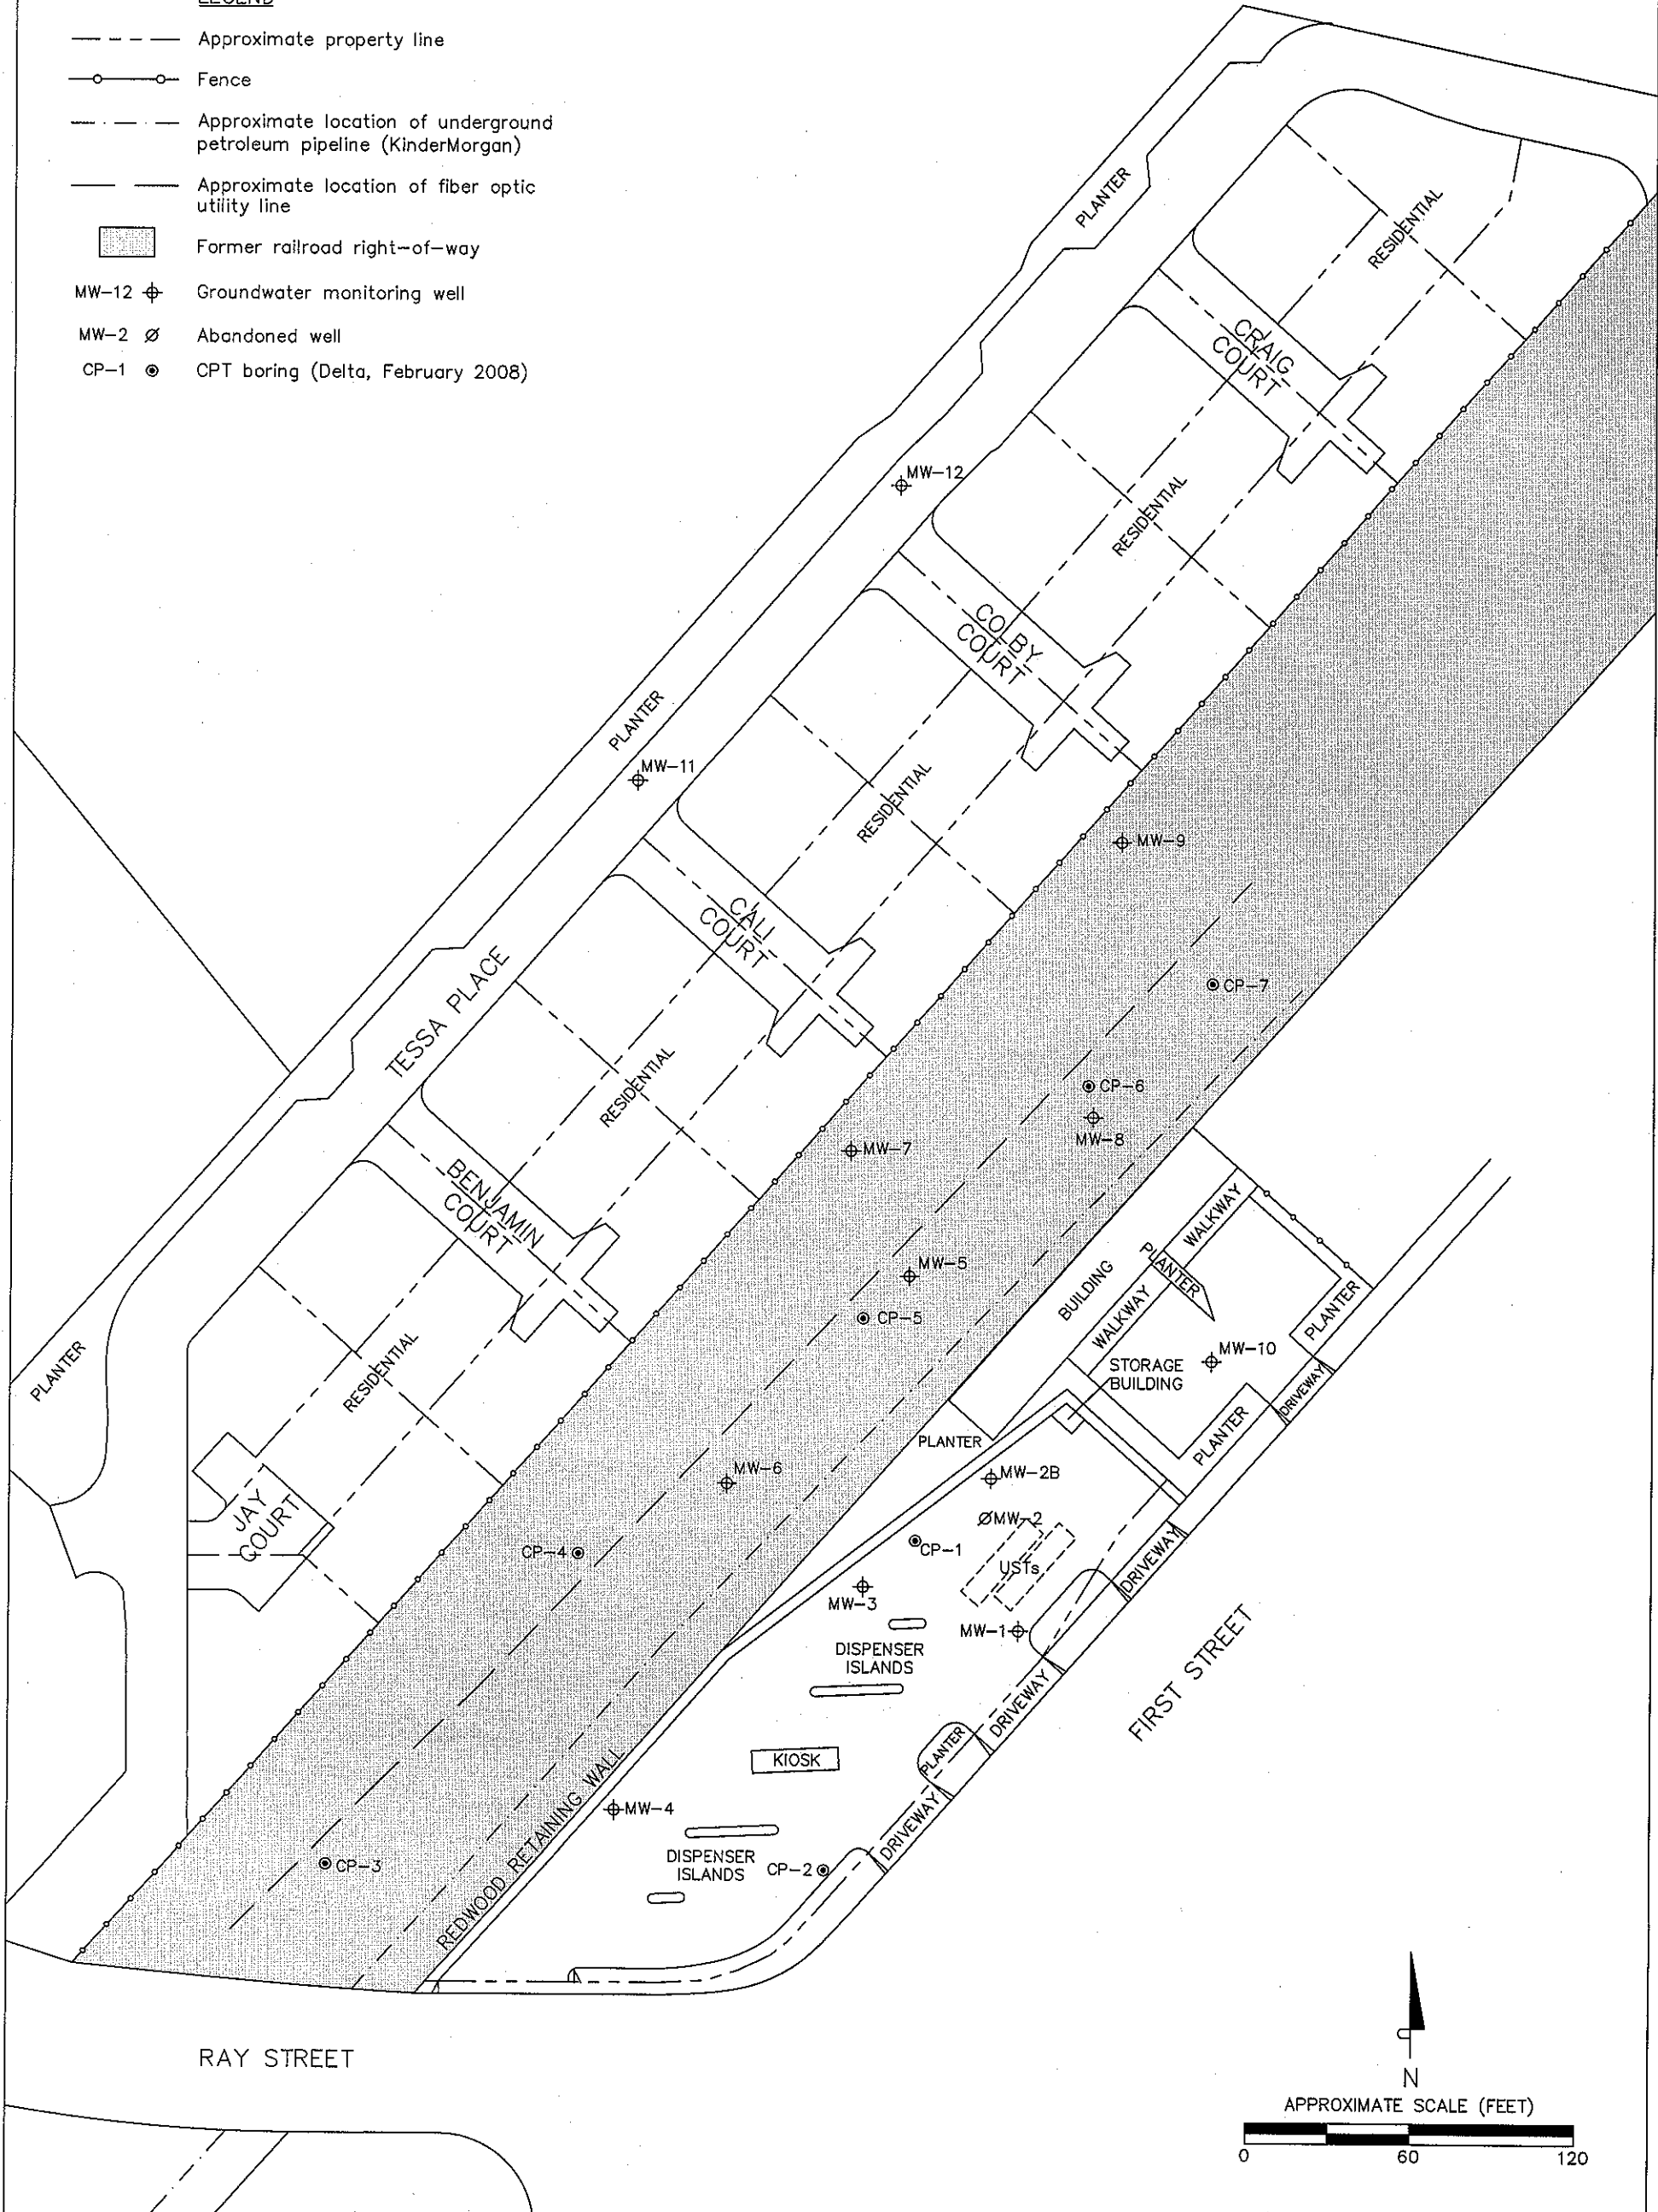 LEGEND
Approximate property line
Fence
Approximate location of underground
petroleum pipeline (KinderMorgan)
Approximate location of fiber optic
utility line
Former railroad right-of-way
MW-12 Groundwater monitoring well
MW-2 Abandoned well
CP-1 CPT boring (Delta, February 2008)
PLANTER
RESIDENTIAL
CRAIG
COURT
MW-12
RESIDENTIAL
COLBY
COURT
PLANTER
MW-11
RESIDENTIAL
MW-9
CALI
COURT
TESSA PLACE
CP-7
RESIDENTIAL
CP-6
MW-8
MW-7
BENJAMIN
COURT
WALKWAY
PLANTER
MW-5
BUILDING
WALKWAY
PLANTER
CP-5
MW-10
STORAGE
BUILDING
DRIVEWAY
PLANTER
RESIDENTIAL
PLANTER
PLANTER
MW-6
MW-2B
MW-2
JAY
COURT
CP-4
CP-1
USTs
DRIVEWAY
MW-3
MW-1
DISPENSER
ISLANDS
FIRST STREET
DRIVEWAY
PLANTER
KIOSK
MW-4
DRIVEWAY
REDWOOD RETAINING WALL
DISPENSER
ISLANDS
CP-2
CP-3
RAY STREET
N
APPROXIMATE SCALE (FEET)
0 60 120